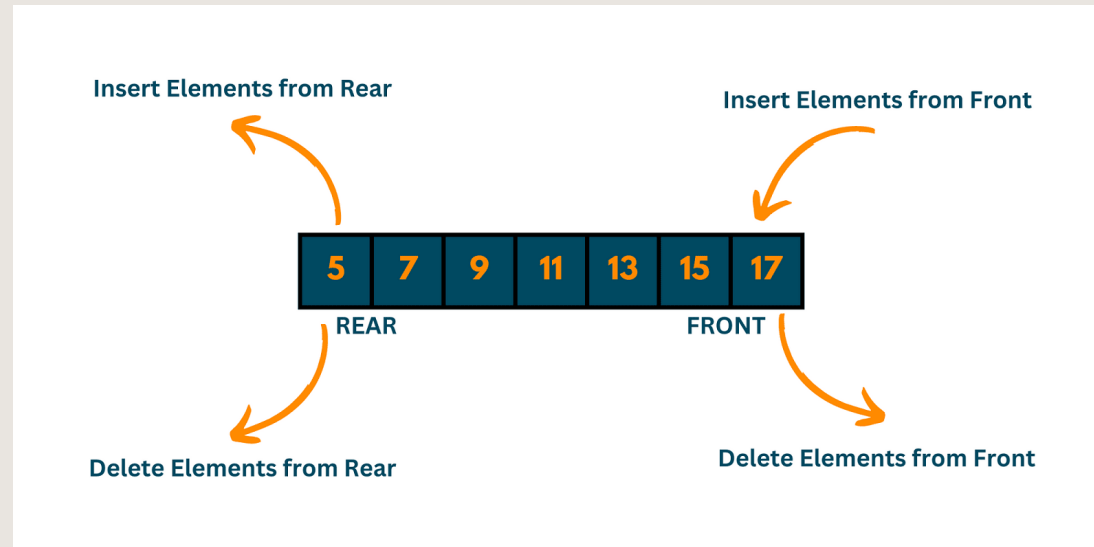 Insert Elements from Rear
Insert Elements from Front
5 7 9 11 13 15 17
REAR FRONT
Delete Elements from Rear
Delete Elements from Front